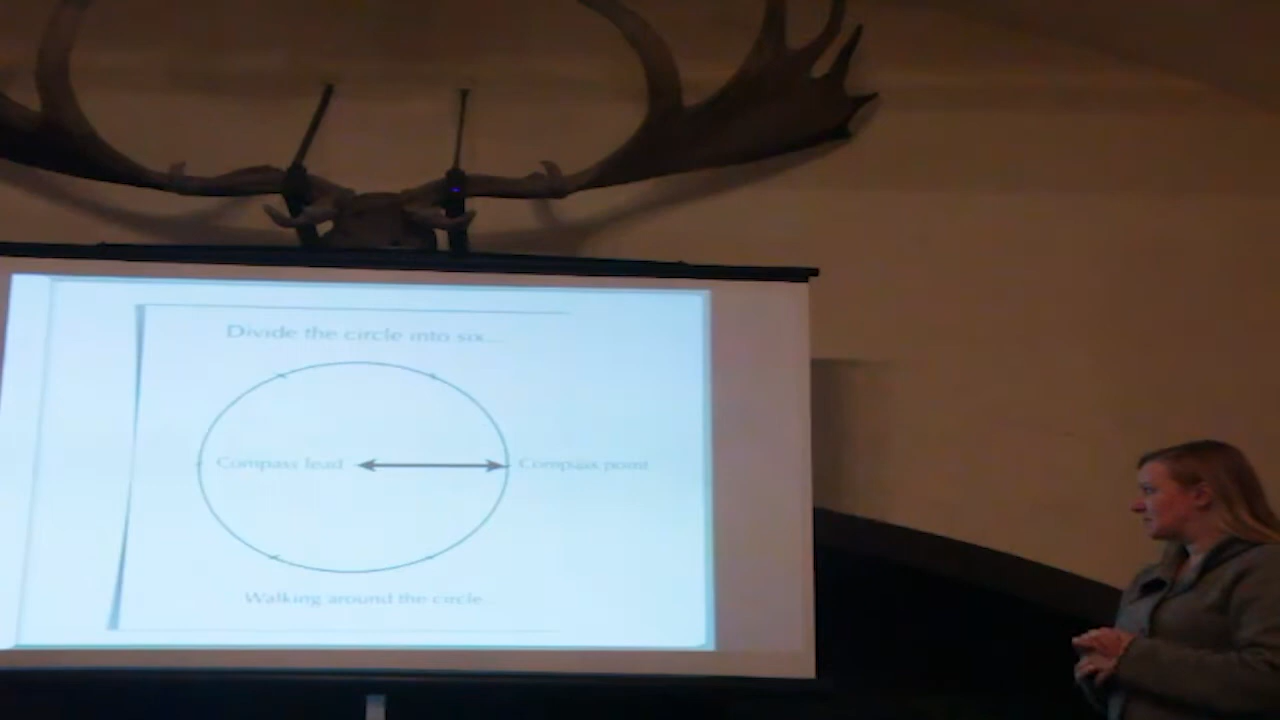 Divide the circle into six...
Compass lead Compass point
Walking around the circle